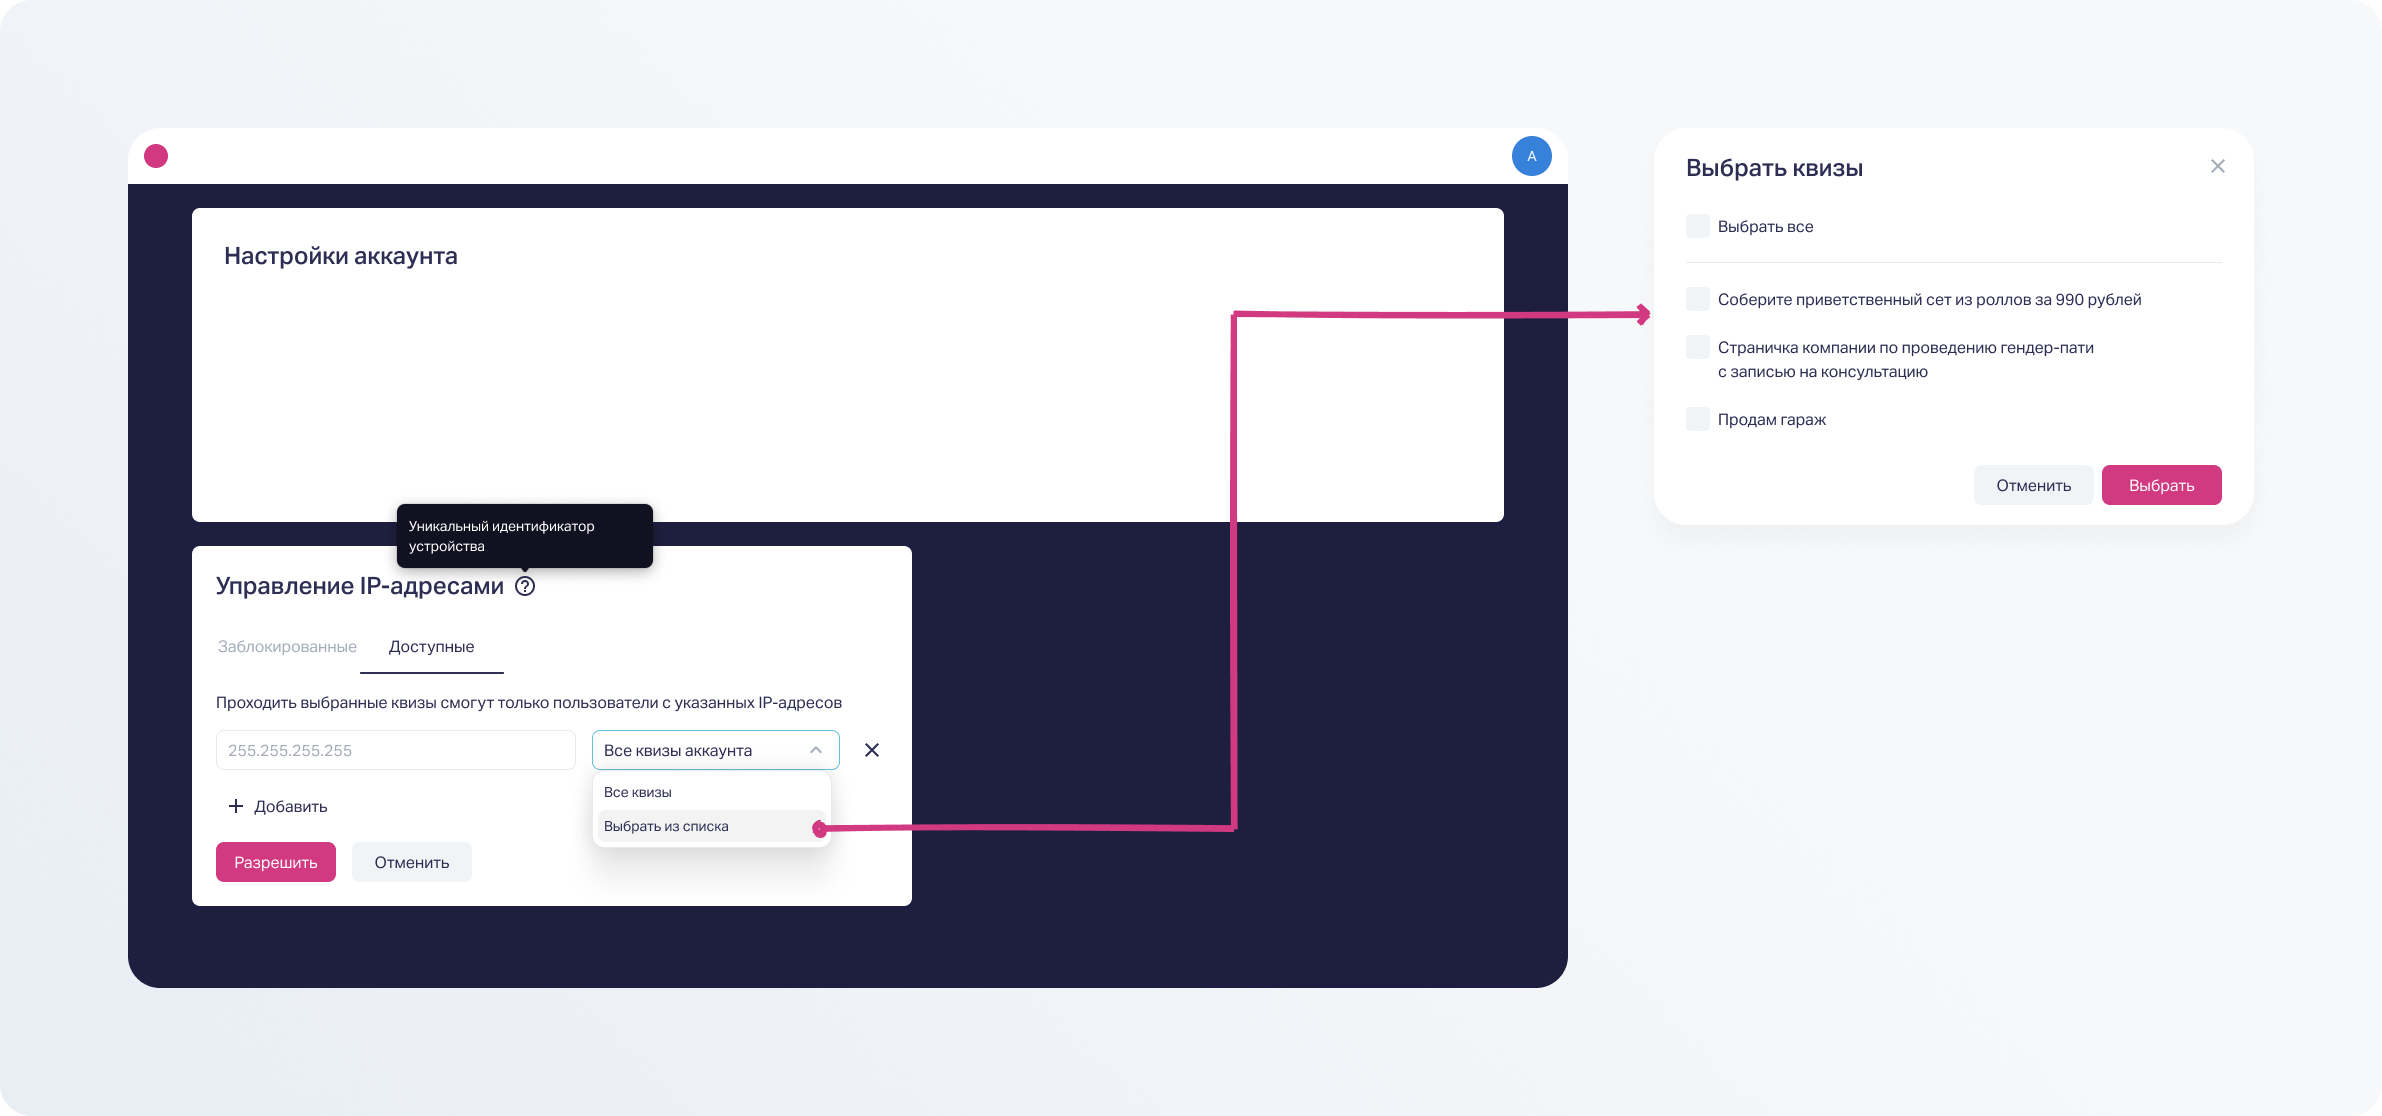 А
Настройки аккаунта
Уникальный идентификатор
устройства
Управление IP-адресами
Заблокированные
Доступные
Проходить выбранные квизы смогут только пользователи с указанных IP-адресов
255.255.255.255
Все квизы аккаунта
Все квизы
Выбрать из списка
Добавить
Разрешить
Отменить
Выбрать квизы
Выбрать все
Соберите приветственный сет из роллов за 990 рублей
Страничка компании по проведению гендер-пати
с записью на консультацию
Продам гараж
Отменить
Выбрать